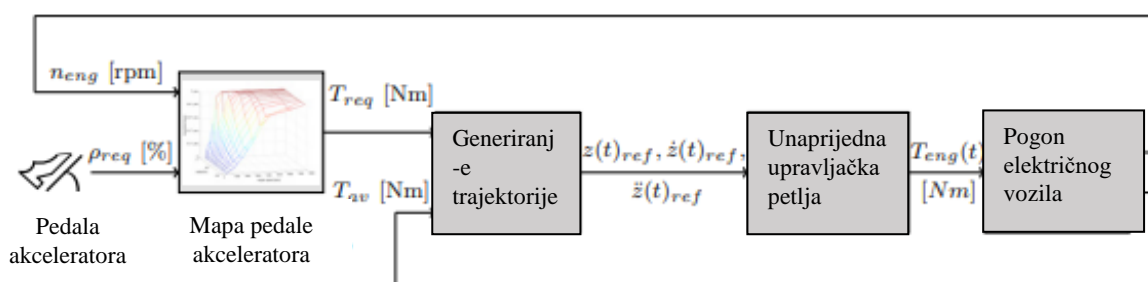 n_eng [rpm]
ρ_req [%]
Pedala
akceleratora
Mapa pedale
akceleratora
T_req [Nm]
T_av [Nm]
Generiranj
-e
trajektorije
z(t)_ref, ż(t)_ref,
z̈(t)_ref
Unaprijedna
upravljačka
petlja
T_eng(t)
[Nm]
Pogon
električnog
vozila